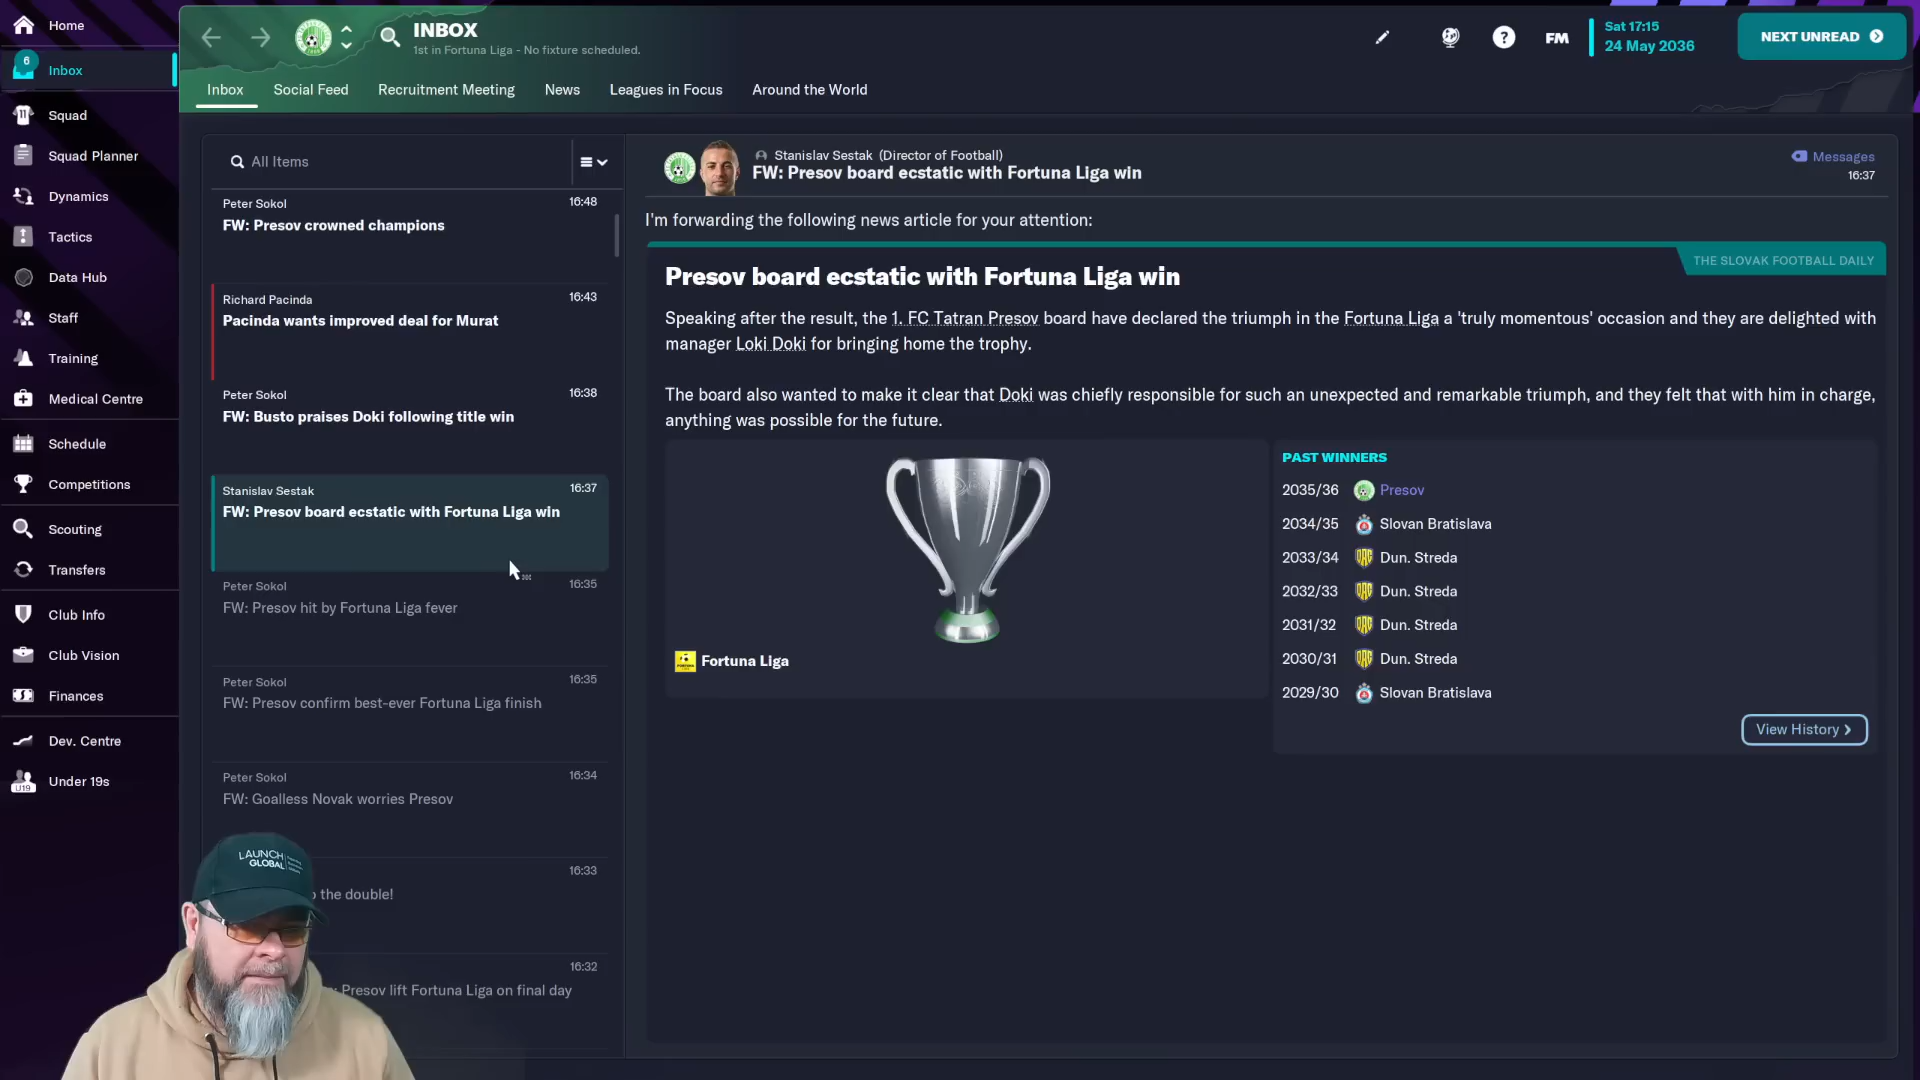 Home
6
Inbox
Squad
Squad Planner
Dynamics
Tactics
Data Hub
Staff
Training
Medical Centre
Schedule
Competitions
Scouting
Transfers
Club Info
Club Vision
Finances
Dev. Centre
U19
Under 19s
INBOX
1st in Fortuna Liga - No fixture scheduled.
?
FM
Sat 17:15
24 May 2036
NEXT UNREAD
Inbox
Social Feed
Recruitment Meeting
News
Leagues in Focus
Around the World
All Items
Peter Sokol 16:48
FW: Presov crowned champions
Richard Pacinda 16:43
Pacinda wants improved deal for Murat
Peter Sokol 16:38
FW: Busto praises Doki following title win
Stanislav Sestak 16:37
FW: Presov board ecstatic with Fortuna Liga win
Peter Sokol 16:35
FW: Presov hit by Fortuna Liga fever
Peter Sokol 16:35
FW: Presov confirm best-ever Fortuna Liga finish
Peter Sokol 16:34
FW: Goalless Novak worries Presov
16:33
the double!
16:32
Presov lift Fortuna Liga on final day
LAUNCH
GLOBAL
Stanislav Sestak (Director of Football)
FW: Presov board ecstatic with Fortuna Liga win
Messages
16:37
I'm forwarding the following news article for your attention:
THE SLOVAK FOOTBALL DAILY
Presov board ecstatic with Fortuna Liga win
Speaking after the result, the 1. FC Tatran Presov board have declared the triumph in the Fortuna Liga a 'truly momentous' occasion and they are delighted with
manager Loki Doki for bringing home the trophy.
The board also wanted to make it clear that Doki was chiefly responsible for such an unexpected and remarkable triumph, and they felt that with him in charge,
anything was possible for the future.
Fortuna Liga
PAST WINNERS
2035/36 Presov
2034/35 Slovan Bratislava
2033/34 Dun. Streda
2032/33 Dun. Streda
2031/32 Dun. Streda
2030/31 Dun. Streda
2029/30 Slovan Bratislava
View History